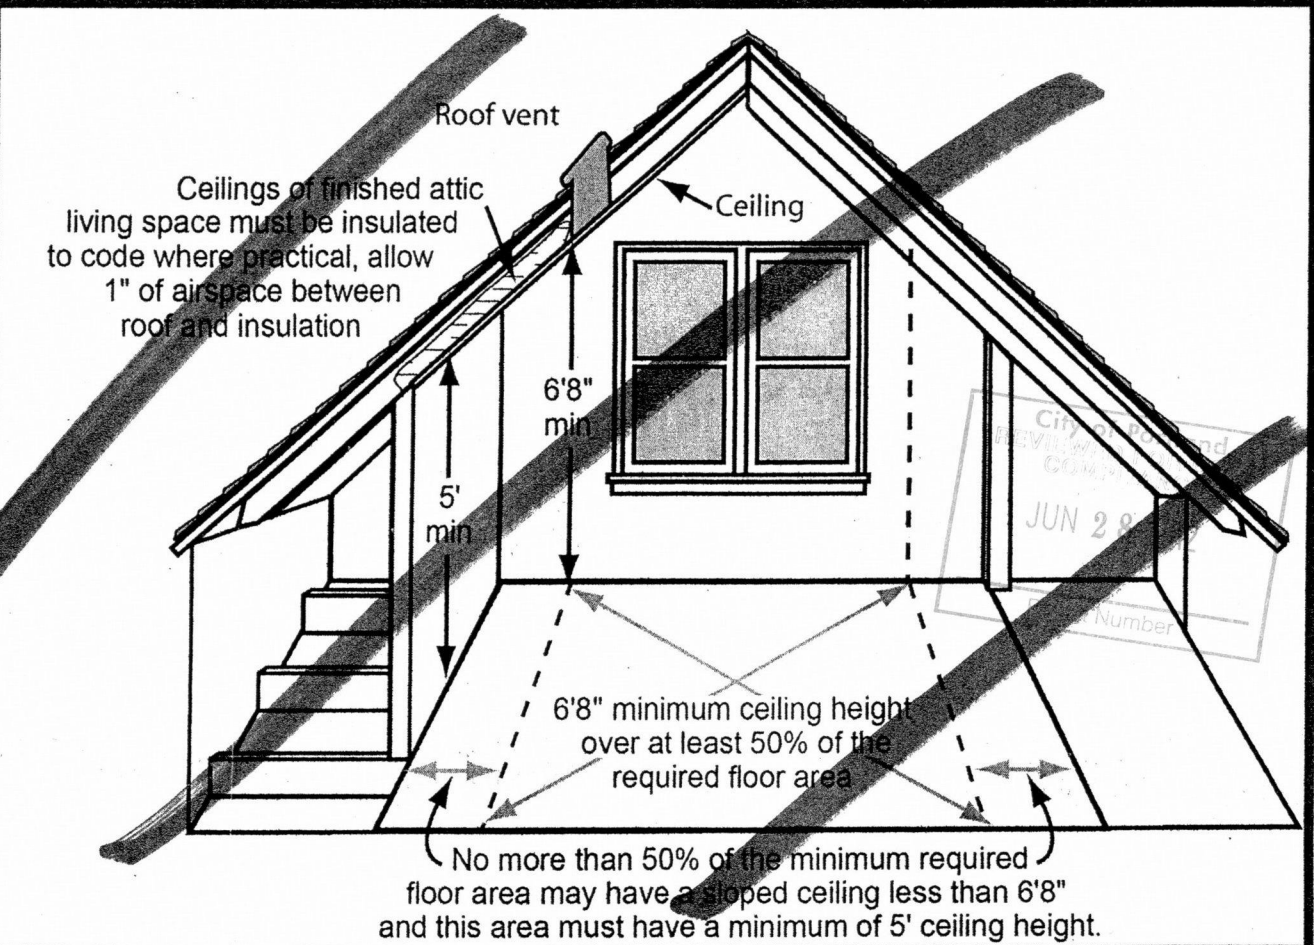 Roof vent
Ceilings of finished attic
living space must be insulated
to code where practical, allow
1" of airspace between
roof and insulation
Ceiling
6'8"
min
5'
min
City of Portland
JUN 28
Number
6'8" minimum ceiling height
over at least 50% of the
required floor area
No more than 50% of the minimum required
floor area may have a sloped ceiling less than 6'8"
and this area must have a minimum of 5' ceiling height.